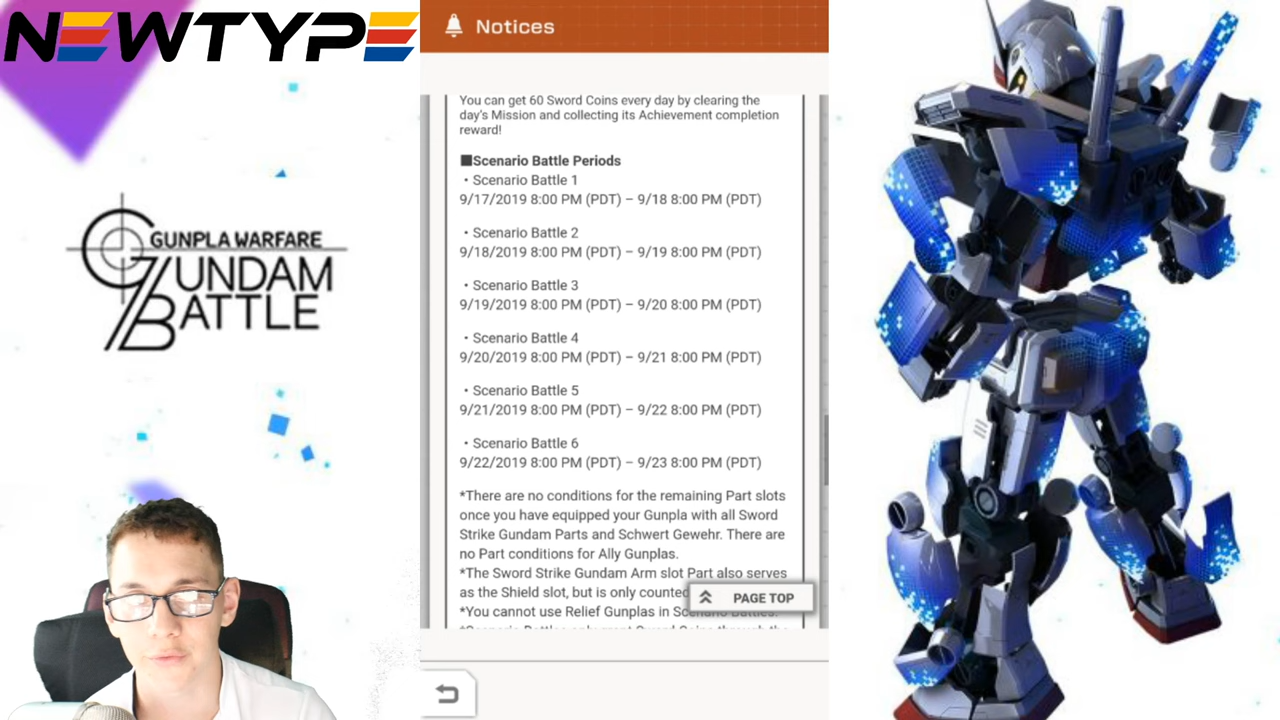 NEWTYPE
GUNPLA WARFARE
GUNDAM
BATTLE
Notices
You can get 60 Sword Coins every day by clearing the
day's Mission and collecting its Achievement completion
reward!
■Scenario Battle Periods
・Scenario Battle 1
9/17/2019 8:00 PM (PDT) – 9/18 8:00 PM (PDT)
・Scenario Battle 2
9/18/2019 8:00 PM (PDT) – 9/19 8:00 PM (PDT)
・Scenario Battle 3
9/19/2019 8:00 PM (PDT) – 9/20 8:00 PM (PDT)
・Scenario Battle 4
9/20/2019 8:00 PM (PDT) – 9/21 8:00 PM (PDT)
・Scenario Battle 5
9/21/2019 8:00 PM (PDT) – 9/22 8:00 PM (PDT)
・Scenario Battle 6
9/22/2019 8:00 PM (PDT) – 9/23 8:00 PM (PDT)
*There are no conditions for the remaining Part slots
once you have equipped your Gunpla with all Sword
Strike Gundam Parts and Schwert Gewehr. There are
no Part conditions for Ally Gunplas.
*The Sword Strike Gundam Arm slot Part also serves
as the Shield slot, but is only counted
PAGE TOP
*You cannot use Relief Gunplas in Scenario Battles.